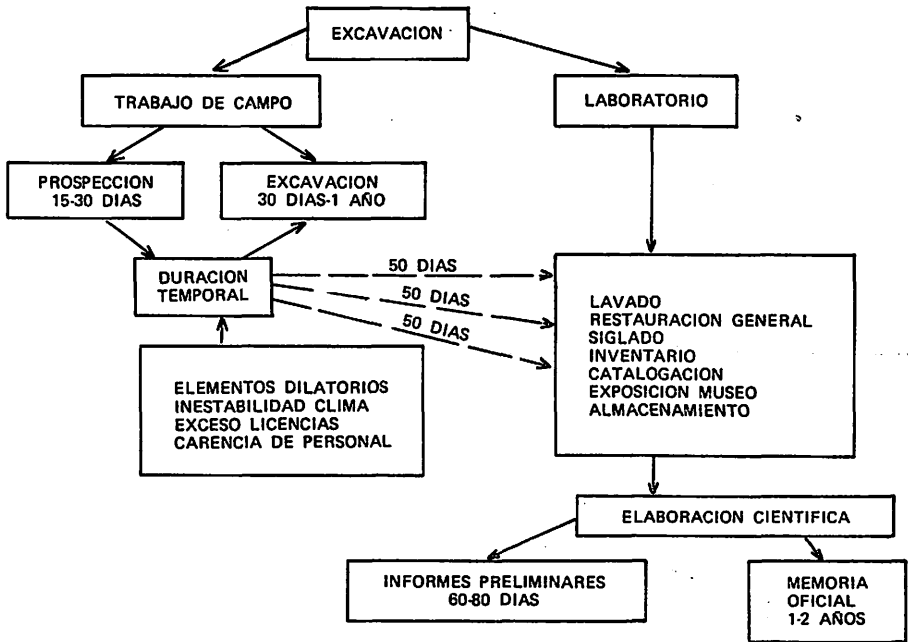 EXCAVACION
TRABAJO DE CAMPO
LABORATORIO
PROSPECCION
15-30 DIAS
EXCAVACION
30 DIAS-1 AÑO
DURACION
TEMPORAL
50 DIAS
50 DIAS
50 DIAS
ELEMENTOS DILATORIOS
INESTABILIDAD CLIMA
EXCESO LICENCIAS
CARENCIA DE PERSONAL
LAVADO
RESTAURACION GENERAL
SIGLADO
INVENTARIO
CATALOGACION
EXPOSICION MUSEO
ALMACENAMIENTO
ELABORACION CIENTIFICA
INFORMES PRELIMINARES
60-80 DIAS
MEMORIA
OFICIAL
1-2 AÑOS